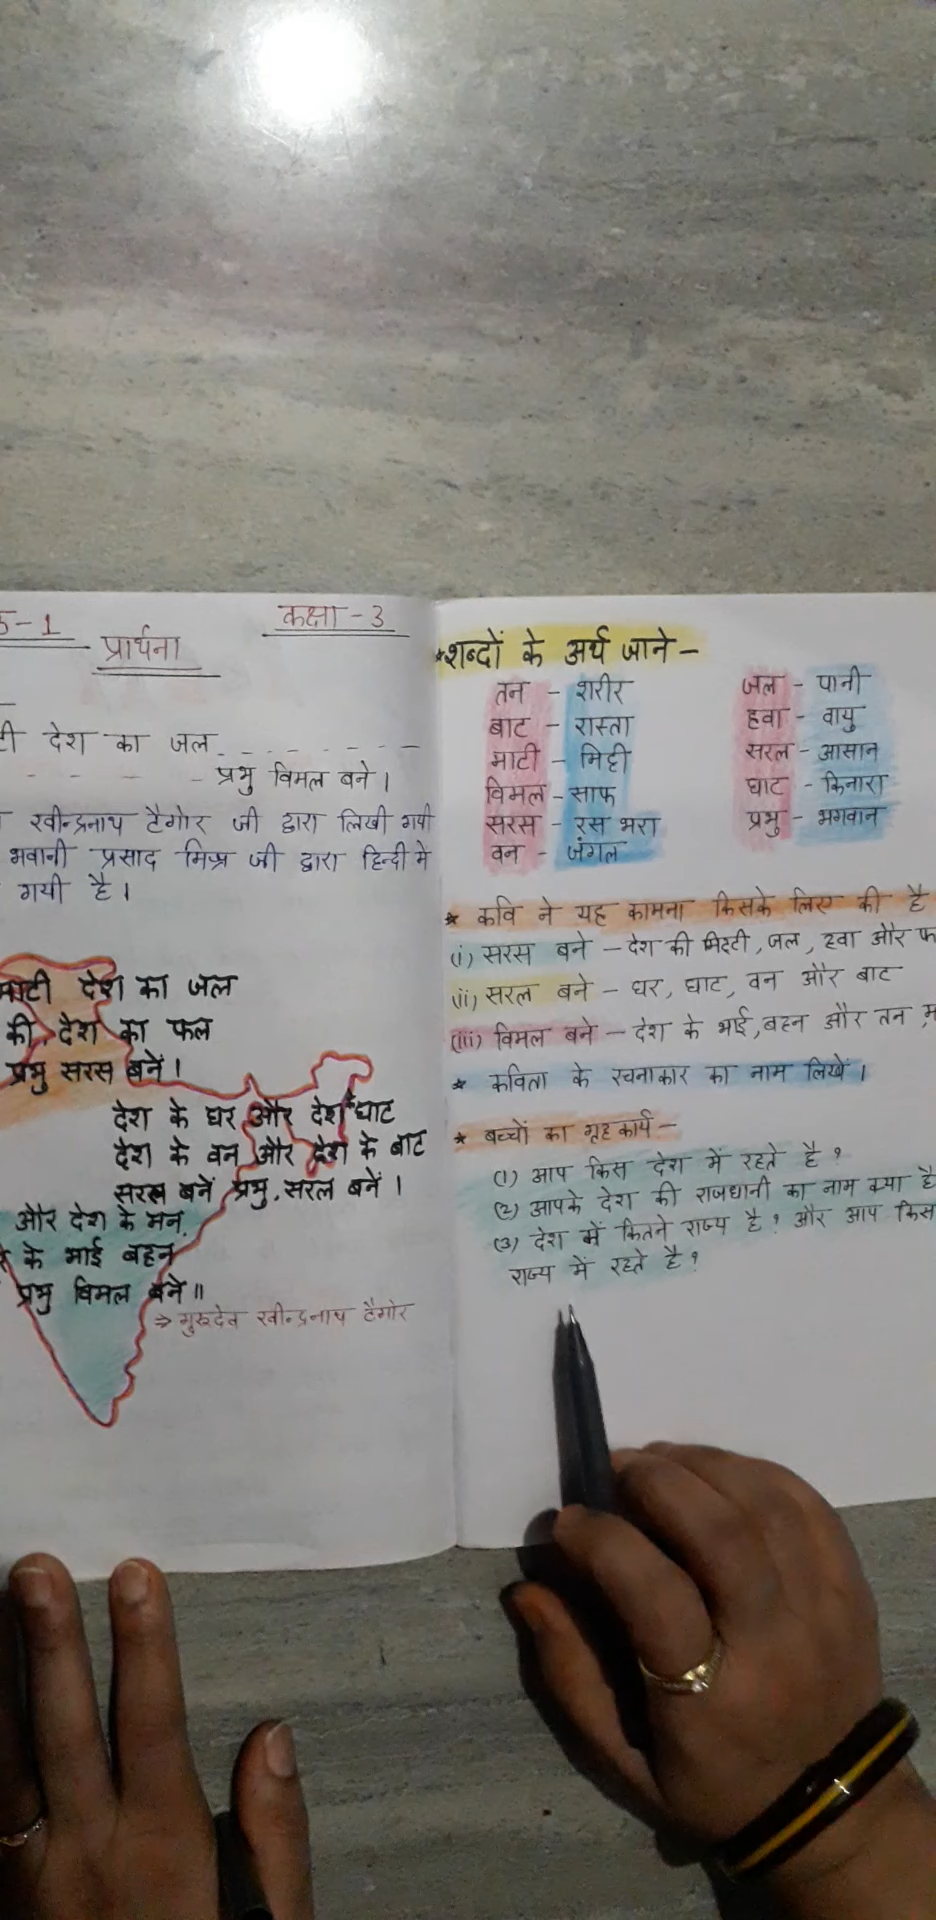 -1
कक्षा - 3
प्रार्थना
देश का जल
प्रभु विमल बने।
रवीन्द्रनाथ टैगोर जी द्वारा लिखी गयी
भवानी प्रसाद मिश्र जी द्वारा हिन्दी में
गयी है।
माटी देश का जल
की देश का फल
प्रभु सरस बनें।
देश के घर और देश के घाट
देश के वन और देश के बाट
सरल बनें प्रभु, सरल बनें।
और देश के मन
के भाई बहन
प्रभु विमल बनें॥
⇒ गुरुदेव रवीन्द्रनाथ टैगोर
* शब्दों के अर्थ जाने -
तन - शरीर
बाट - रास्ता
माटी - मिट्टी
विमल - साफ
सरस - रस भरा
वन - जंगल
जल - पानी
हवा - वायु
सरल - आसान
घाट - किनारा
प्रभु - भगवान
* कवि ने यह कामना किसके लिए की है
(i) सरस बने - देश की मिट्टी, जल, हवा और
(ii) सरल बने - घर, घाट, वन और बाट
(iii) विमल बने - देश के भाई, बहन और तन,
* कविता के रचनाकार का नाम लिखें।
* बच्चों का गृहकार्य -
(1) आप किस देश में रहते है?
(2) आपके देश की राजधानी का नाम क्या है
(3) देश में कितने राज्य है? और आप किस
राज्य में रहते है?